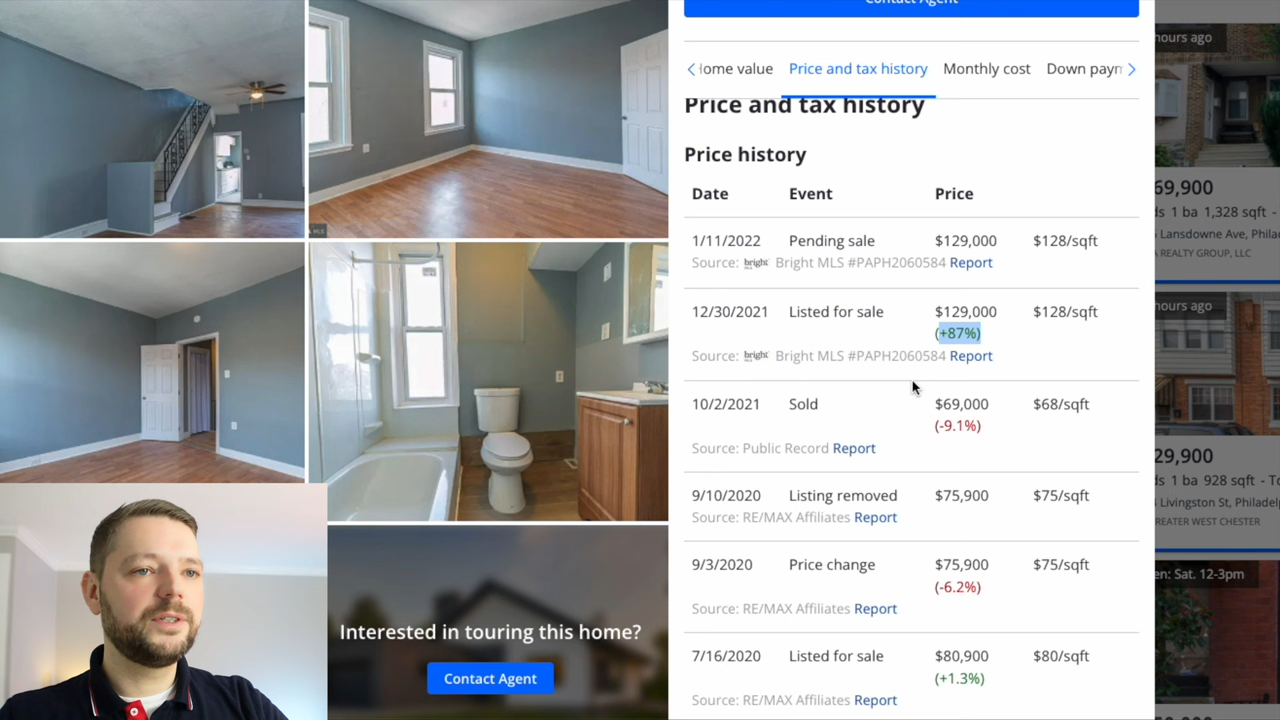 Contact Agent
Home value
Price and tax history
Monthly cost
Down paym
Price and tax history
Price history
Date Event Price
1/11/2022 Pending sale $129,000 $128/sqft
Source: bright Bright MLS #PAPH2060584 Report
12/30/2021 Listed for sale $129,000 $128/sqft
(+87%)
Source: bright Bright MLS #PAPH2060584 Report
10/2/2021 Sold $69,000 $68/sqft
(-9.1%)
Source: Public Record Report
9/10/2020 Listing removed $75,900 $75/sqft
Source: RE/MAX Affiliates Report
9/3/2020 Price change $75,900 $75/sqft
(-6.2%)
Source: RE/MAX Affiliates Report
7/16/2020 Listed for sale $80,900 $80/sqft
(+1.3%)
Source: RE/MAX Affiliates Report
Interested in touring this home?
Contact Agent
hours ago
69,900
ds 1 ba 1,328 sqft -
Lansdowne Ave, Phila
REALTY GROUP, LLC
hours ago
29,900
s 1 ba 928 sqft - To
Livingston St, Philadelp
REATER WEST CHESTER
en: Sat. 12-3pm